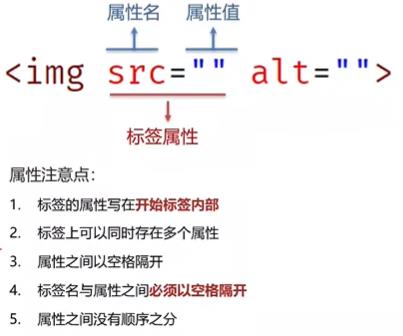 属性名 属性值
<img src="" alt="">
标签属性
属性注意点：
1. 标签的属性写在开始标签内部
2. 标签上可以同时存在多个属性
3. 属性之间以空格隔开
4. 标签名与属性之间必须以空格隔开
5. 属性之间没有顺序之分